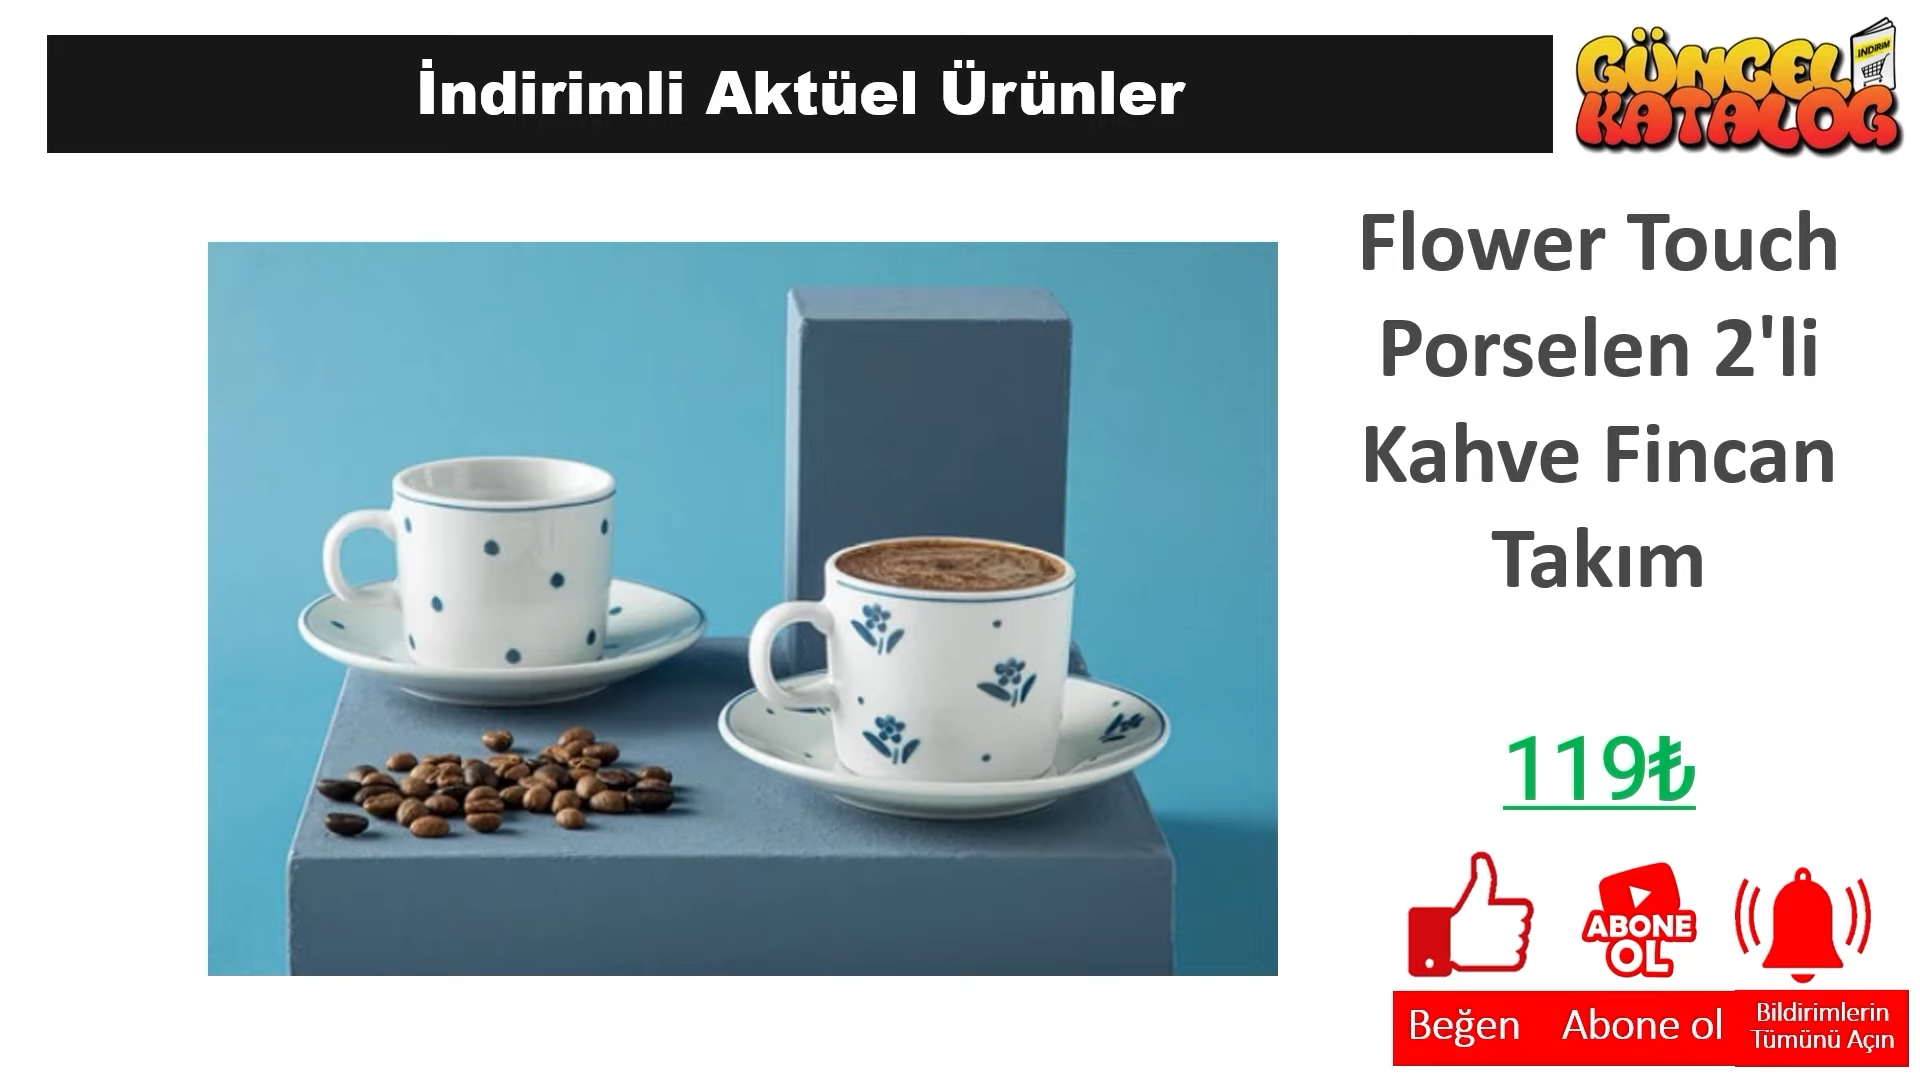 İndirimli Aktüel Ürünler
GÜNCEL
KATALOG
İNDİRİM
Flower Touch
Porselen 2'li
Kahve Fincan
Takım
119₺
ABONE
OL
Beğen
Abone ol
Bildirimlerin
Tümünü Açın